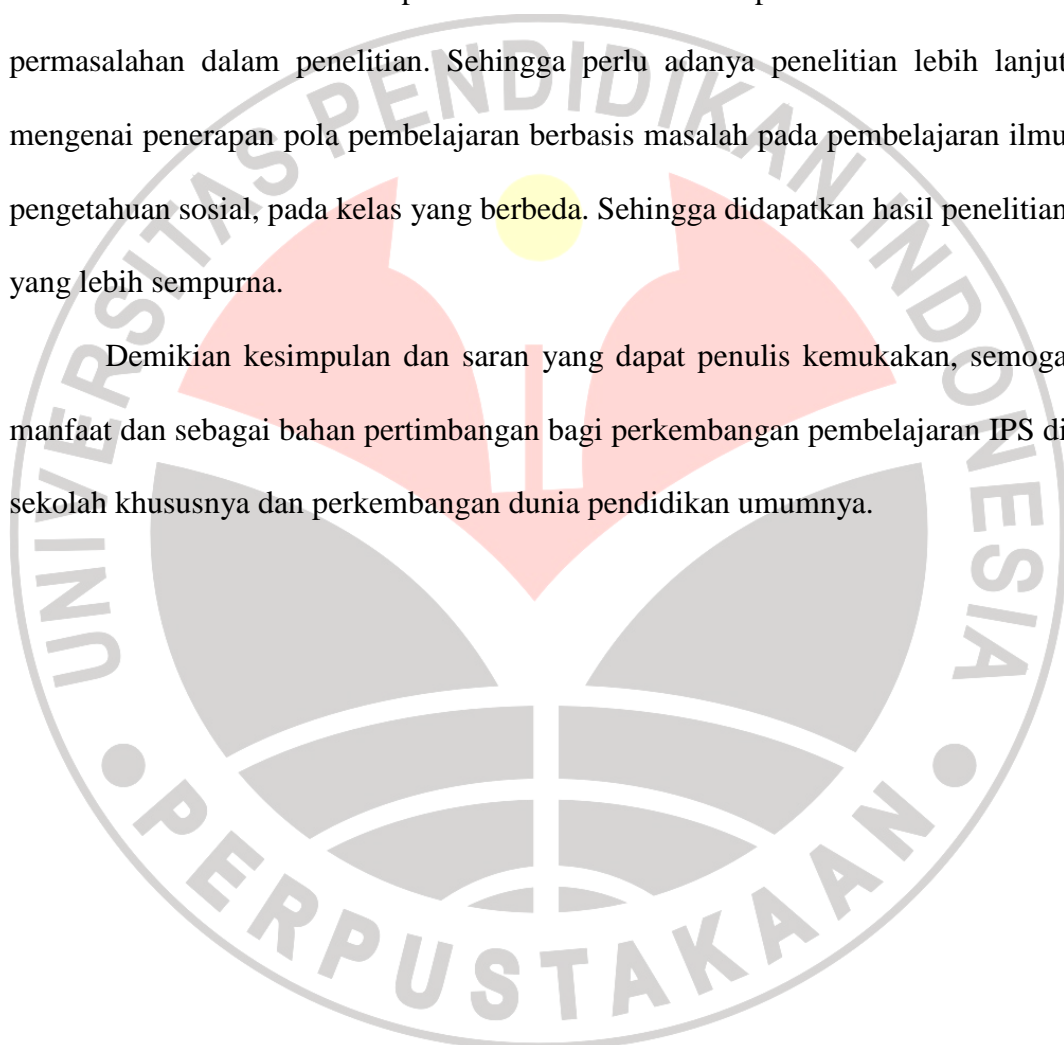 permasalahan dalam penelitian. Sehingga perlu adanya penelitian lebih lanjut
mengenai penerapan pola pembelajaran berbasis masalah pada pembelajaran ilmu
pengetahuan sosial, pada kelas yang berbeda. Sehingga didapatkan hasil penelitian
yang lebih sempurna.
Demikian kesimpulan dan saran yang dapat penulis kemukakan, semoga
manfaat dan sebagai bahan pertimbangan bagi perkembangan pembelajaran IPS di
sekolah khususnya dan perkembangan dunia pendidikan umumnya.
UNIVERSITAS PENDIDIKAN INDONESIA
PERPUSTAKAAN